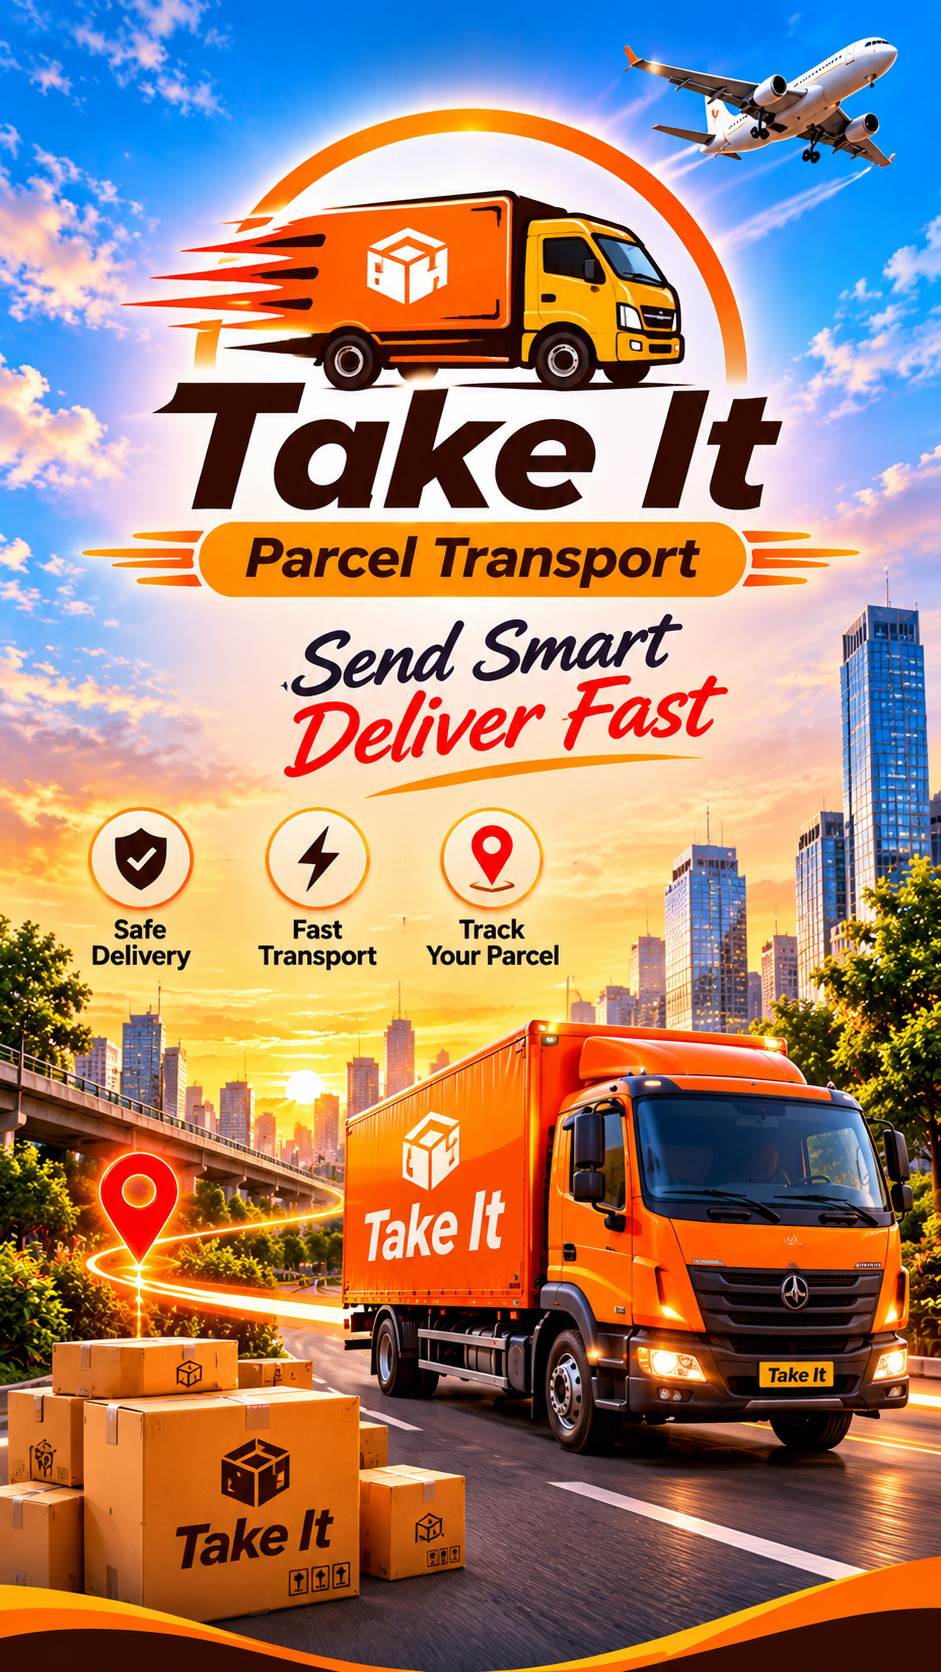 Take It
Parcel Transport
Send Smart
Deliver Fast
Safe
Delivery
Fast
Transport
Track
Your Parcel
Take It
Take It
Take It